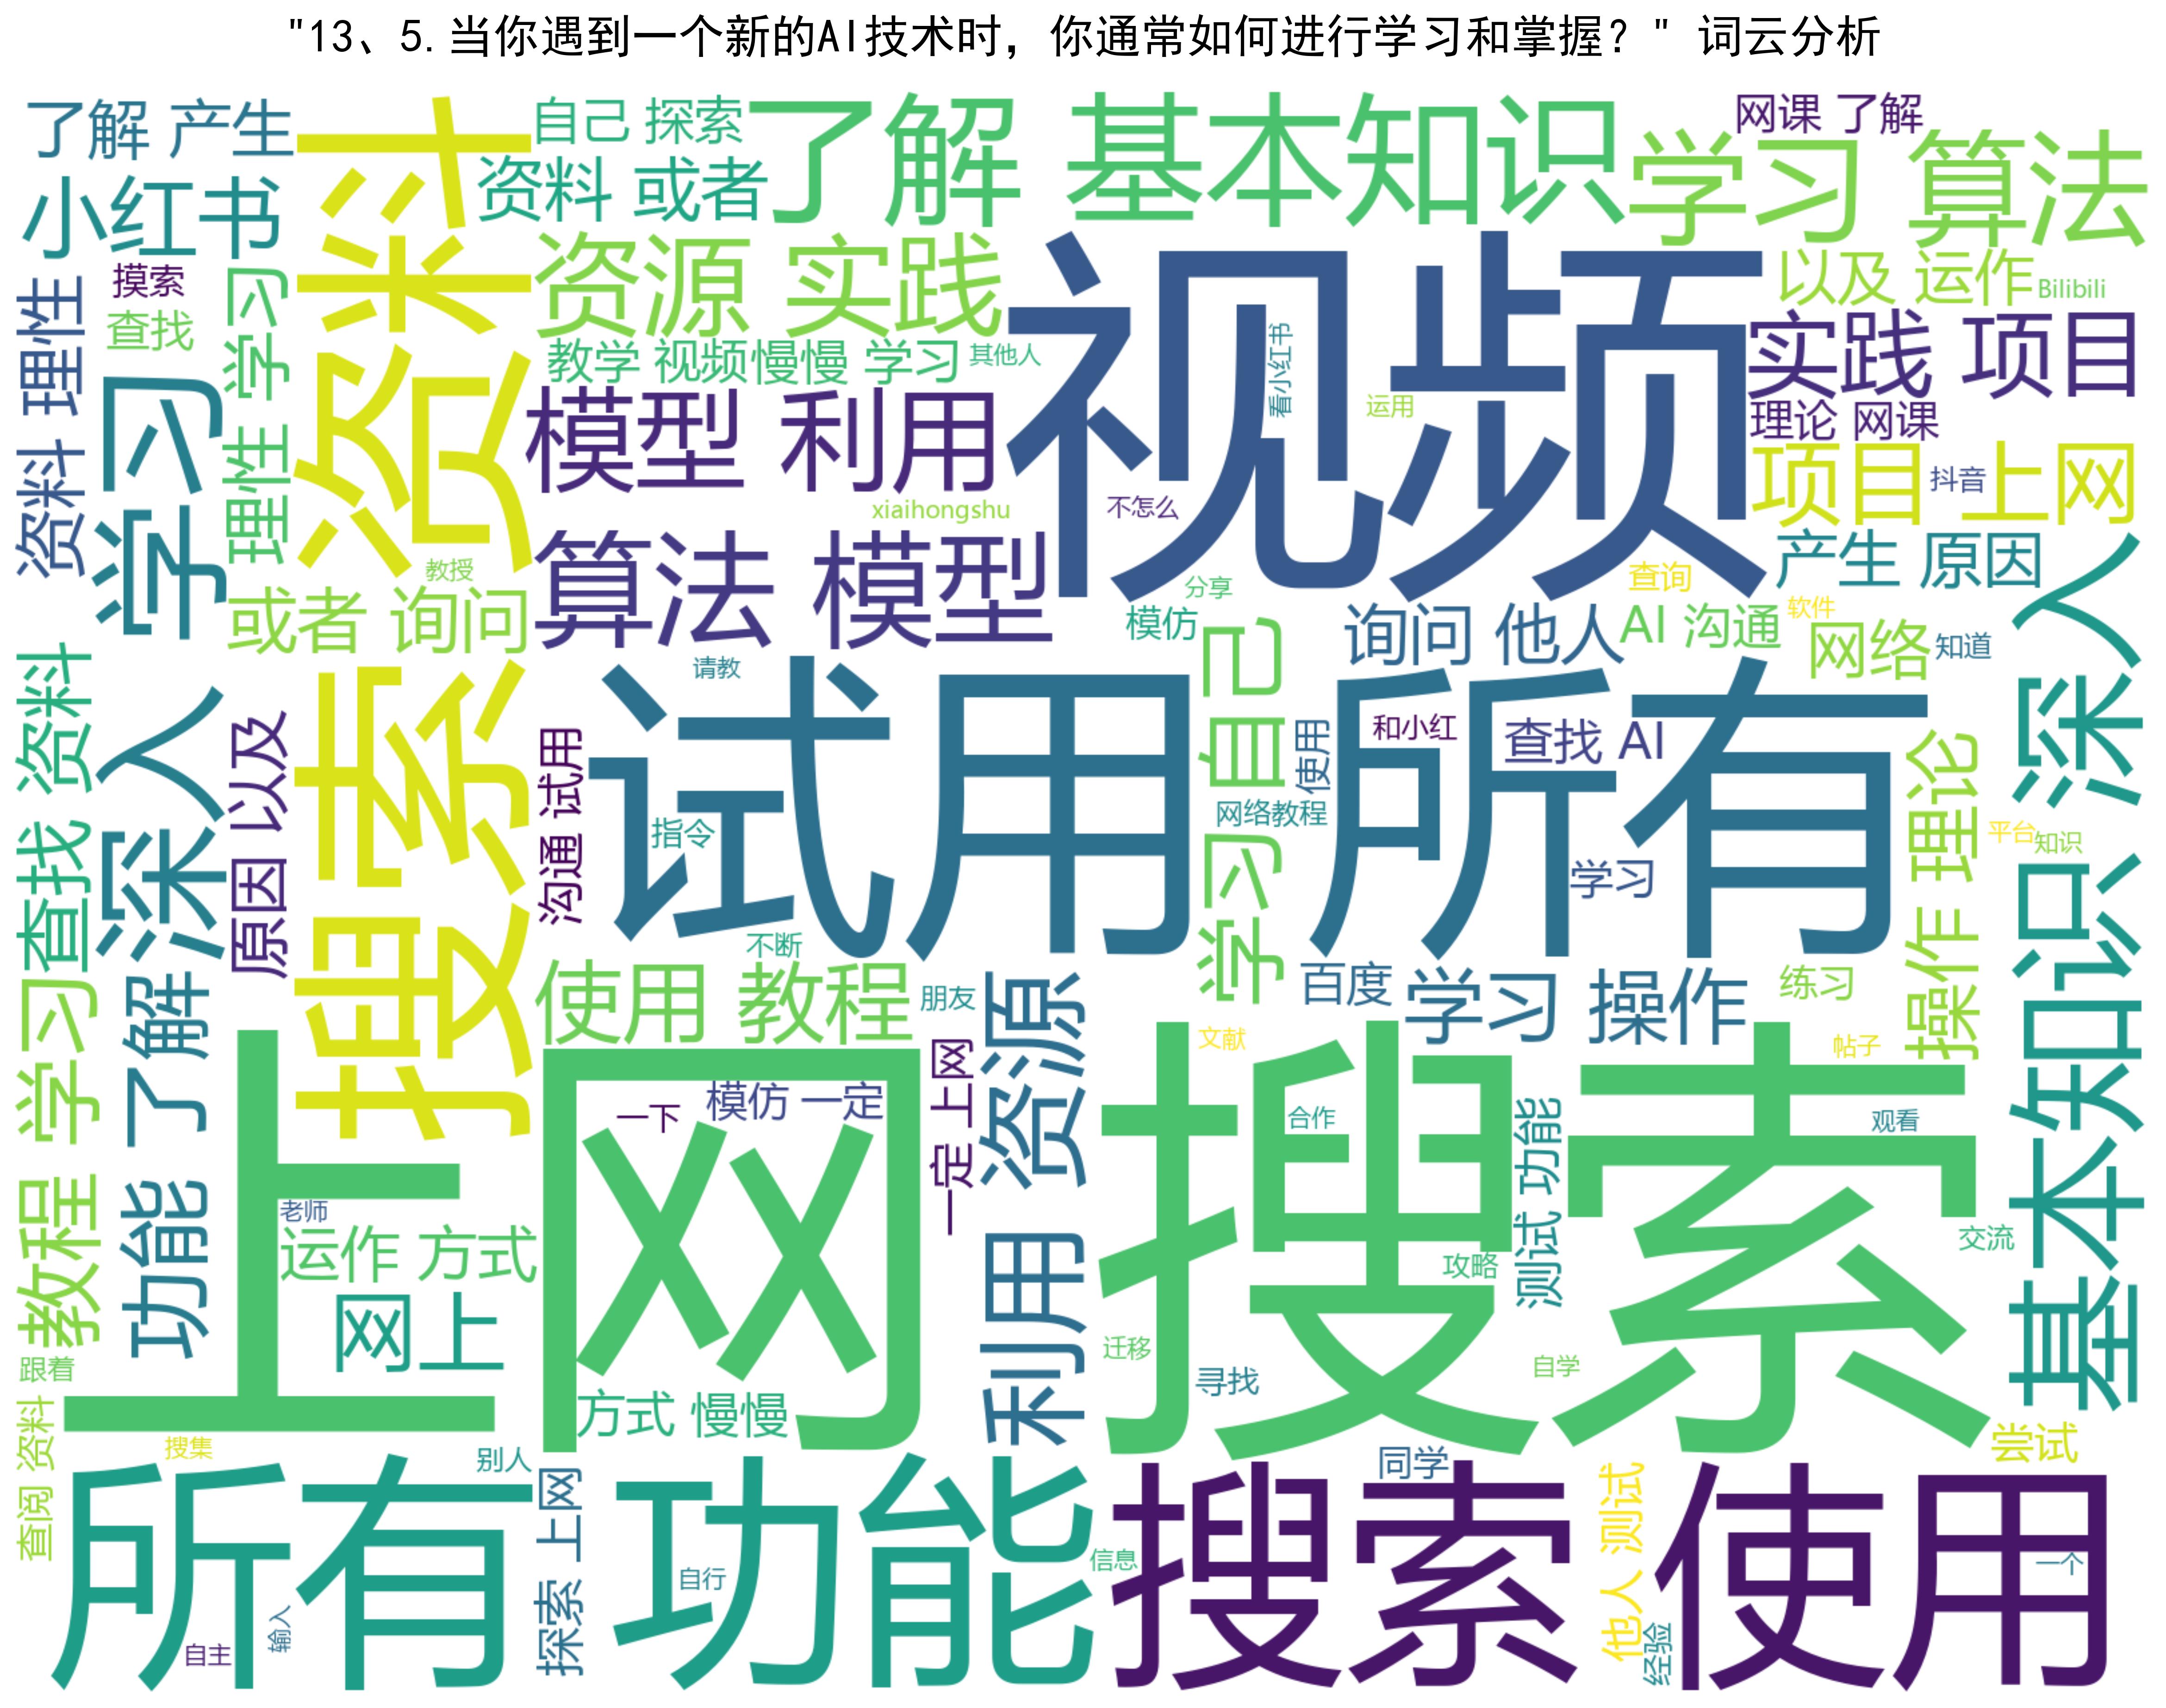 "13、5.当你遇到一个新的AI技术时，你通常如何进行学习和掌握？" 词云分析
了解 产生
自己 探索
了解 基本知识
网课 了解
小红书
资料
资料 或者
学习 算法
摸索
查找
资源 实践
视频
以及 运作
Bilibili
资料 理性
理性 学习
教学 视频
慢慢 学习
其他人
看小红书
运用
实践 项目
理论 网课
深入 学习
模型 利用
xiaihongshu
不怎么
项目 上网
抖音
教授
算法 模型
分享
查询
产生 原因
或者 询问
模仿
询问 他人
AI 沟通
软件
网络
知道
基本知识 深入
查找 资料
原因 以及
搜索
请教
沟通 试用
试用 所有
指令
学习 自己
使用
和小红
查找 AI
网络教程
学习
操作 理论
平台
知识
不断
使用 教程
朋友
百度
学习 操作
练习
教程 学习
功能 了解
上网 搜索
一下
模仿 一定
一定 上网
利用 资源
文献
帖子
合作
观看
测试 功能
老师
运作 方式
攻略
交流
网上
迁移
寻找
自学
跟着
方式 慢慢
查阅 资料
搜集
别人
同学
尝试
所有 功能
探索 上网
信息
搜索 使用
他人 测试
一个
自行
自主
输入
经验